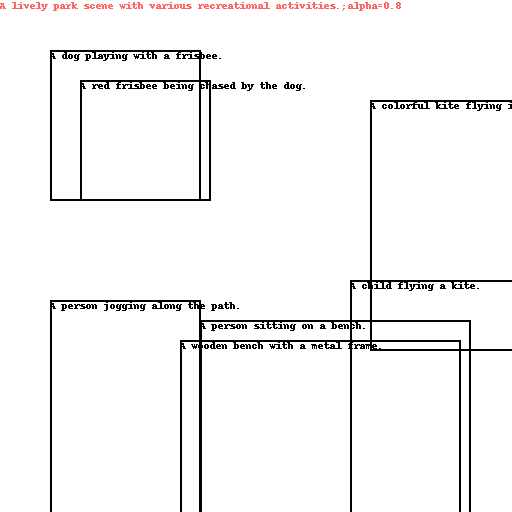 A lively park scene with various recreational activities.;alpha=0.8
A dog playing with a frisbee.
A red frisbee being chased by the dog.
A colorful kite flying i
A child flying a kite.
A person jogging along the path.
A person sitting on a bench.
A wooden bench with a metal frame.